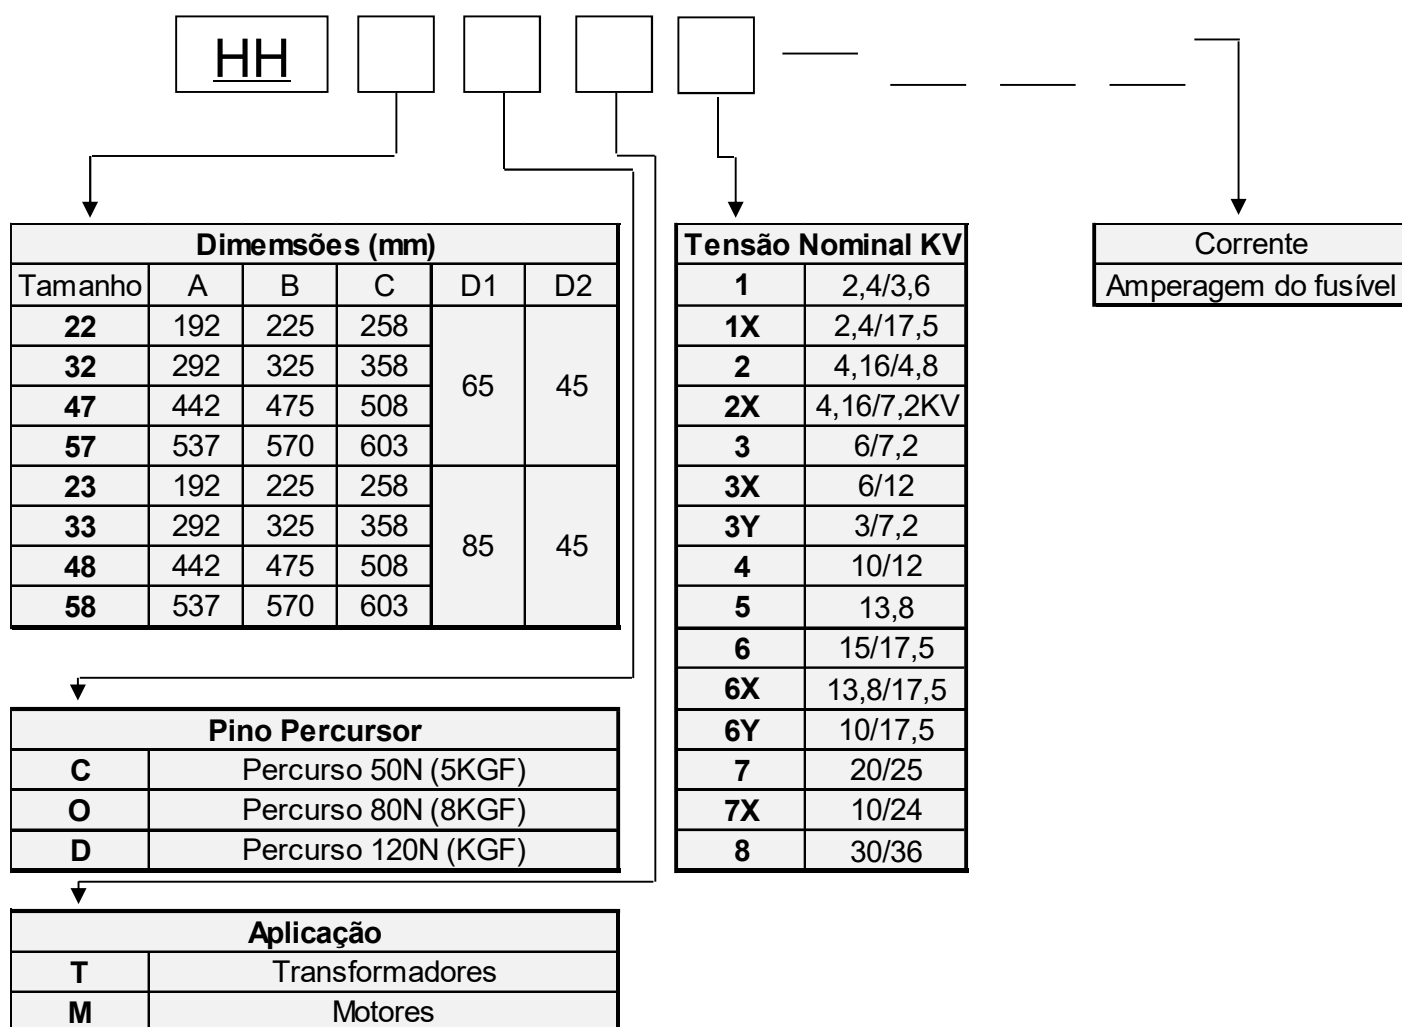 HH
Dimemsões (mm)
Tamanho A B C D1 D2
22 192 225 258
32 292 325 358
65 45
47 442 475 508
57 537 570 603
23 192 225 258
33 292 325 358
85 45
48 442 475 508
58 537 570 603
Pino Percursor
C Percurso 50N (5KGF)
O Percurso 80N (8KGF)
D Percurso 120N (KGF)
Aplicação
T Transformadores
M Motores
Tensão Nominal KV
1 2,4/3,6
1X 2,4/17,5
2 4,16/4,8
2X 4,16/7,2KV
3 6/7,2
3X 6/12
3Y 3/7,2
4 10/12
5 13,8
6 15/17,5
6X 13,8/17,5
6Y 10/17,5
7 20/25
7X 10/24
8 30/36
Corrente
Amperagem do fusível